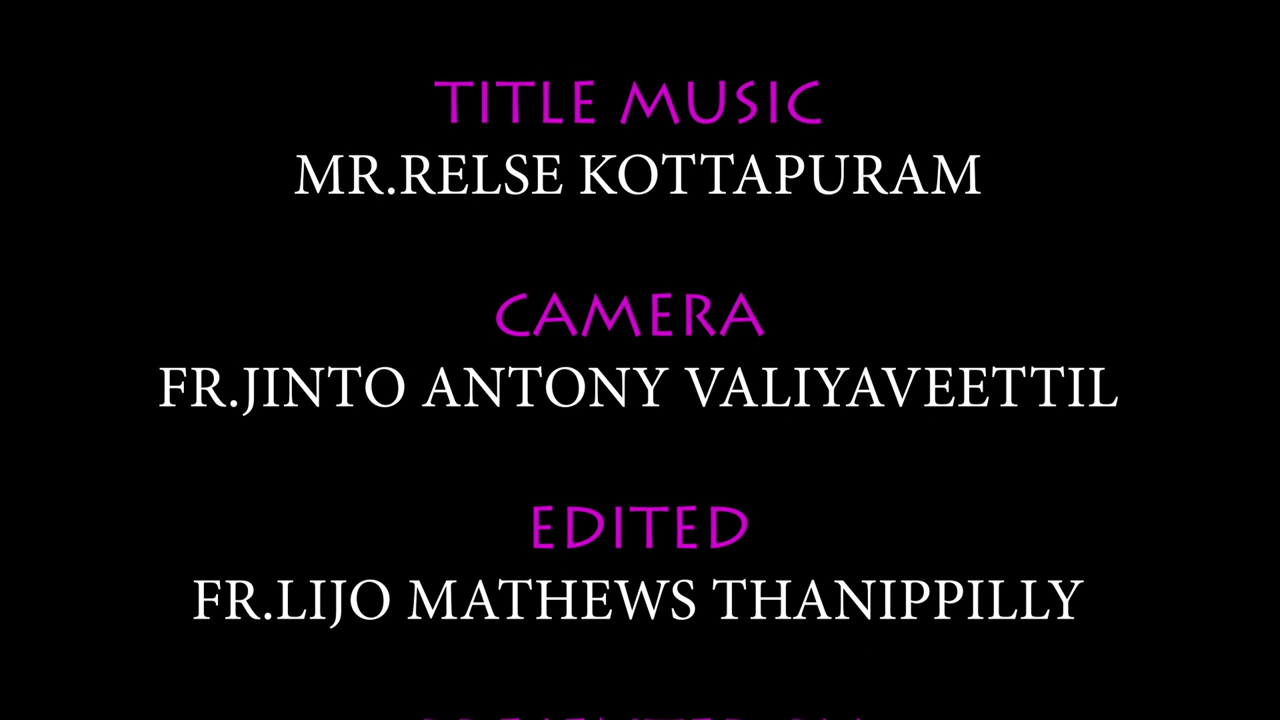 TITLE MUSIC
MR.RELSE KOTTAPURAM
CAMERA
FR.JINTO ANTONY VALIYAVEETTIL
EDITED
FR.LIJO MATHEWS THANIPPILLY